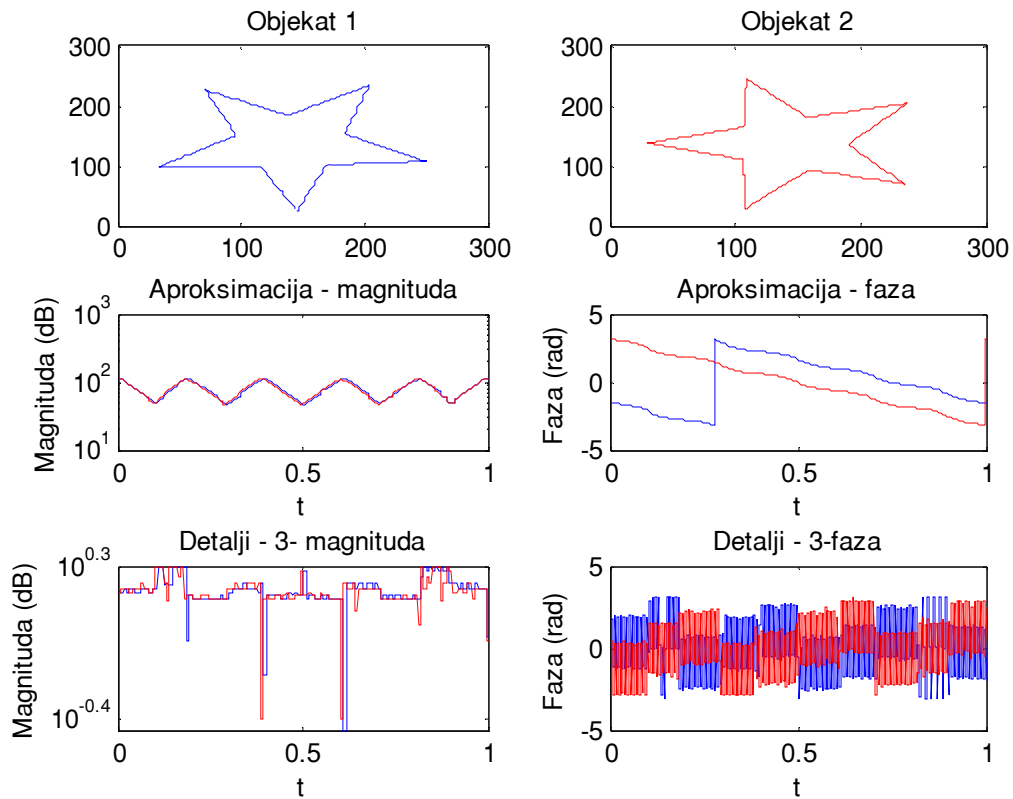 Objekat 1
300
200
100
0
0
100
200
300
Objekat 2
300
200
100
0
0
100
200
300
Aproksimacija - magnituda
Magnituda (dB)
10^3
10^2
10^1
0
0.5
1
t
Aproksimacija - faza
Faza (rad)
5
0
-5
0
0.5
1
t
Detalji - 3- magnituda
Magnituda (dB)
10^0.3
10^-0.4
0
0.5
1
t
Detalji - 3-faza
Faza (rad)
5
0
-5
0
0.5
1
t